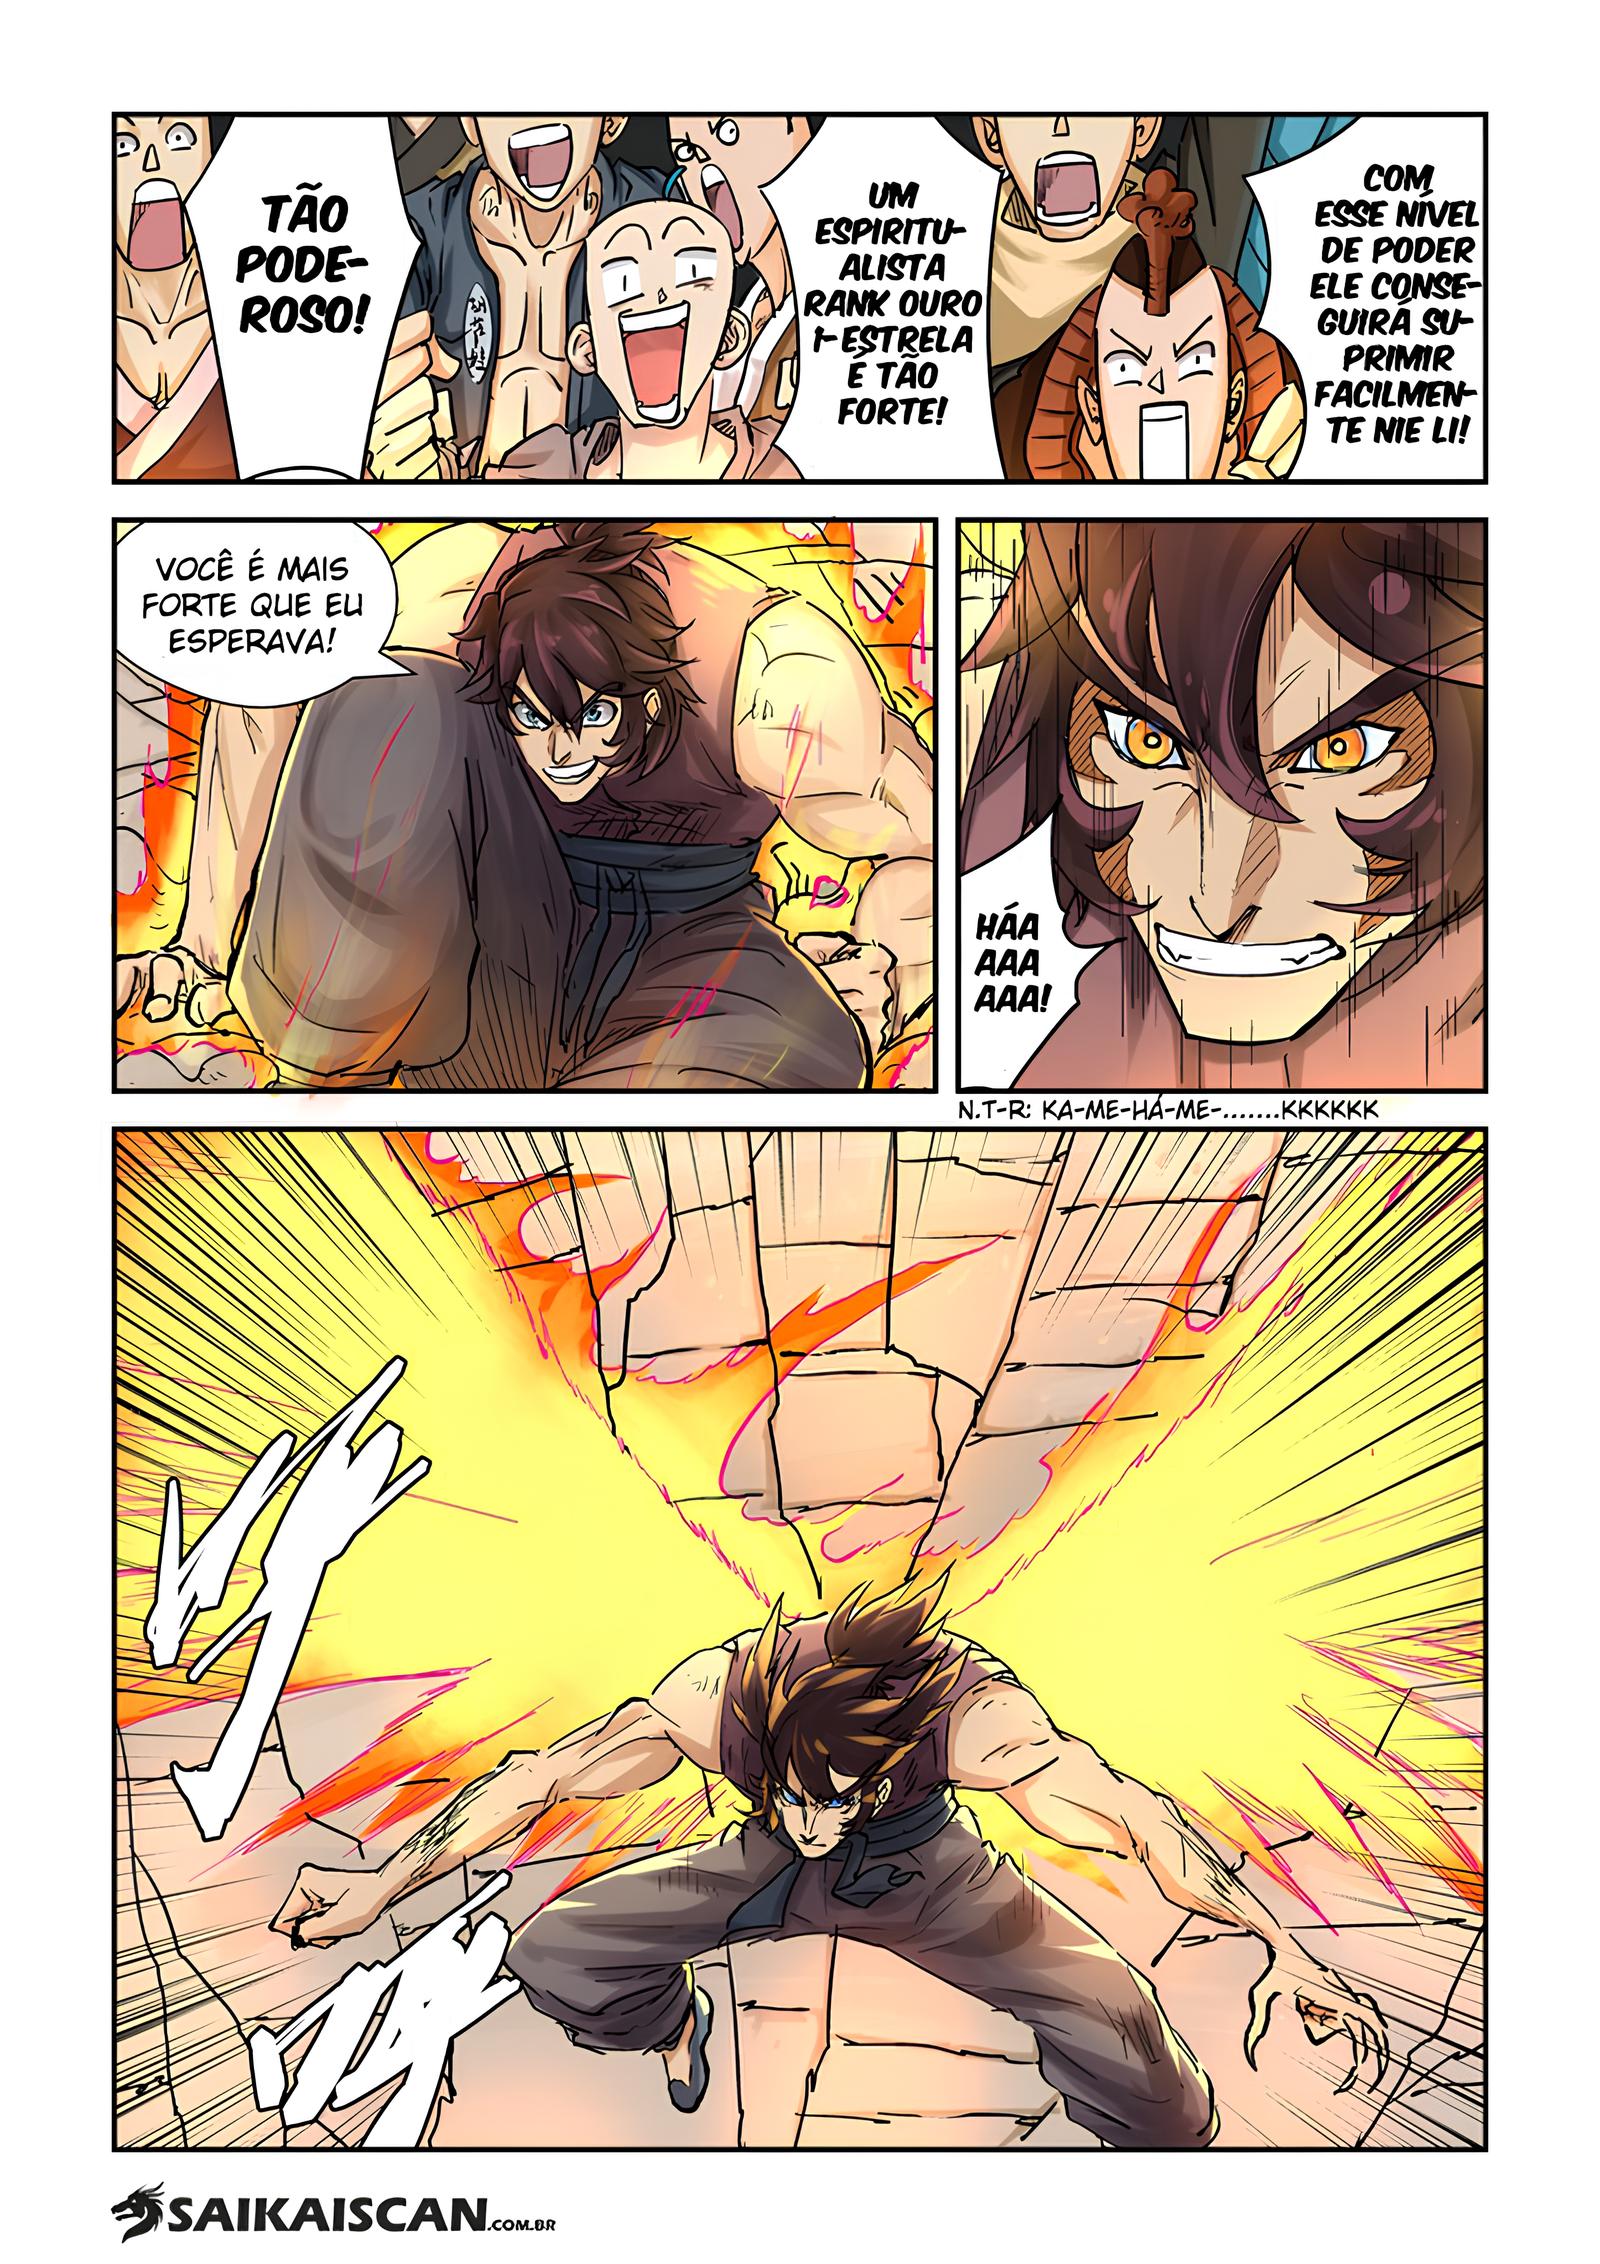 TÃO
PODE-
ROSO!
UM
ESPIRITU-
ALISTA
RANK OURO
1-ESTRELA
É TÃO
FORTE!
COM
ESSE NÍVEL
DE PODER
ELE CONSE-
GUIRÁ SU-
PRIMIR
FACILMEN-
TE NIE LI!
VOCÊ É MAIS
FORTE QUE EU
ESPERAVA!
HÁA
AAA
AAA!
N.T-R: KA-ME-HÁ-ME-.......KKKKKK
SAIKAISCAN.COM.BR